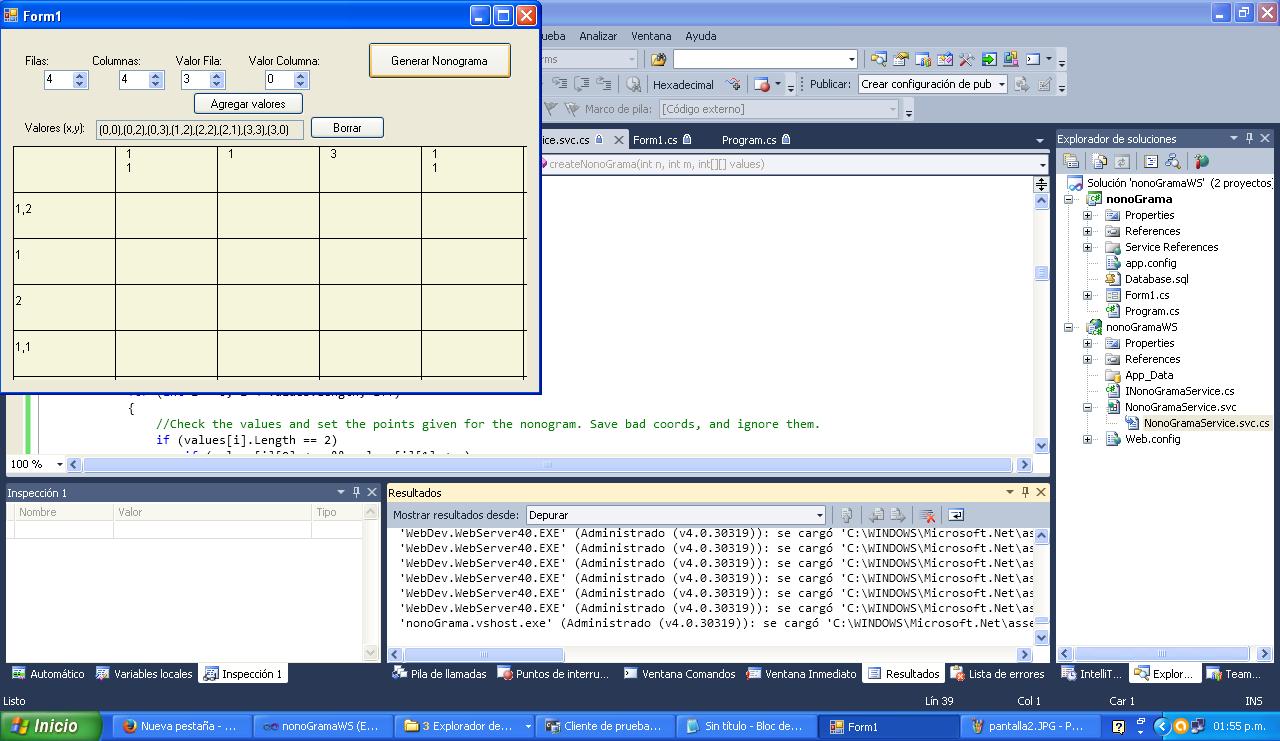 Form1
Filas:
Columnas:
Valor Fila:
Valor Columna:
Generar Nonograma
4
4
3
0
Agregar valores
Valores (x,y):
(0,0),(0,2),(0,3),(1,2),(2,2),(2,1),(3,3),(3,0)
Borrar
1
1
1
3
1
1
1,2
1
2
1,1
Analizar Ventana Ayuda
Hexadecimal
Publicar: Crear configuración de pub
Marco de pila: [Código externo]
ice.svc.cs
Form1.cs
Program.cs
createNonoGrama(int n, int m, int[][] values)
{
//Check the values and set the points given for the nonogram. Save bad coords, and ignore them.
if (values[i].Length == 2)
100 %
Explorador de soluciones
Solución 'nonoGramaWS' (2 proyectos)
nonoGrama
Properties
References
Service References
app.config
Database.sql
Form1.cs
Program.cs
nonoGramaWS
Properties
References
App_Data
INonoGramaService.cs
NonoGramaService.svc
NonoGramaService.svc.cs
Web.config
Inspección 1
Nombre Valor Tipo
Resultados
Mostrar resultados desde: Depurar
'WebDev.WebServer40.EXE' (Administrado (v4.0.30319)): se cargó 'C:\WINDOWS\Microsoft.Net\as
'WebDev.WebServer40.EXE' (Administrado (v4.0.30319)): se cargó 'C:\WINDOWS\Microsoft.Net\as
'WebDev.WebServer40.EXE' (Administrado (v4.0.30319)): se cargó 'C:\WINDOWS\Microsoft.Net\as
'WebDev.WebServer40.EXE' (Administrado (v4.0.30319)): se cargó 'C:\WINDOWS\Microsoft.Net\as
'WebDev.WebServer40.EXE' (Administrado (v4.0.30319)): se cargó 'C:\WINDOWS\Microsoft.Net\as
'WebDev.WebServer40.EXE' (Administrado (v4.0.30319)): se cargó 'C:\WINDOWS\Microsoft.Net\as
'nonoGrama.vshost.exe' (Administrado (v4.0.30319)): se cargó 'C:\WINDOWS\Microsoft.Net\asse
Automático Variables locales Inspección 1
Pila de llamadas Puntos de interru... Ventana Comandos Ventana Inmediato Resultados Lista de errores
IntelliT... Explor... Team...
Listo
Lín 39 Col 1 Car 1 INS
Inicio
Nueva pestaña - ...
nonoGramaWS (E...
3 Explorador de...
Cliente de prueba...
Sin título - Bloc de...
Form1
pantalla2.JPG - P...
01:55 p.m.